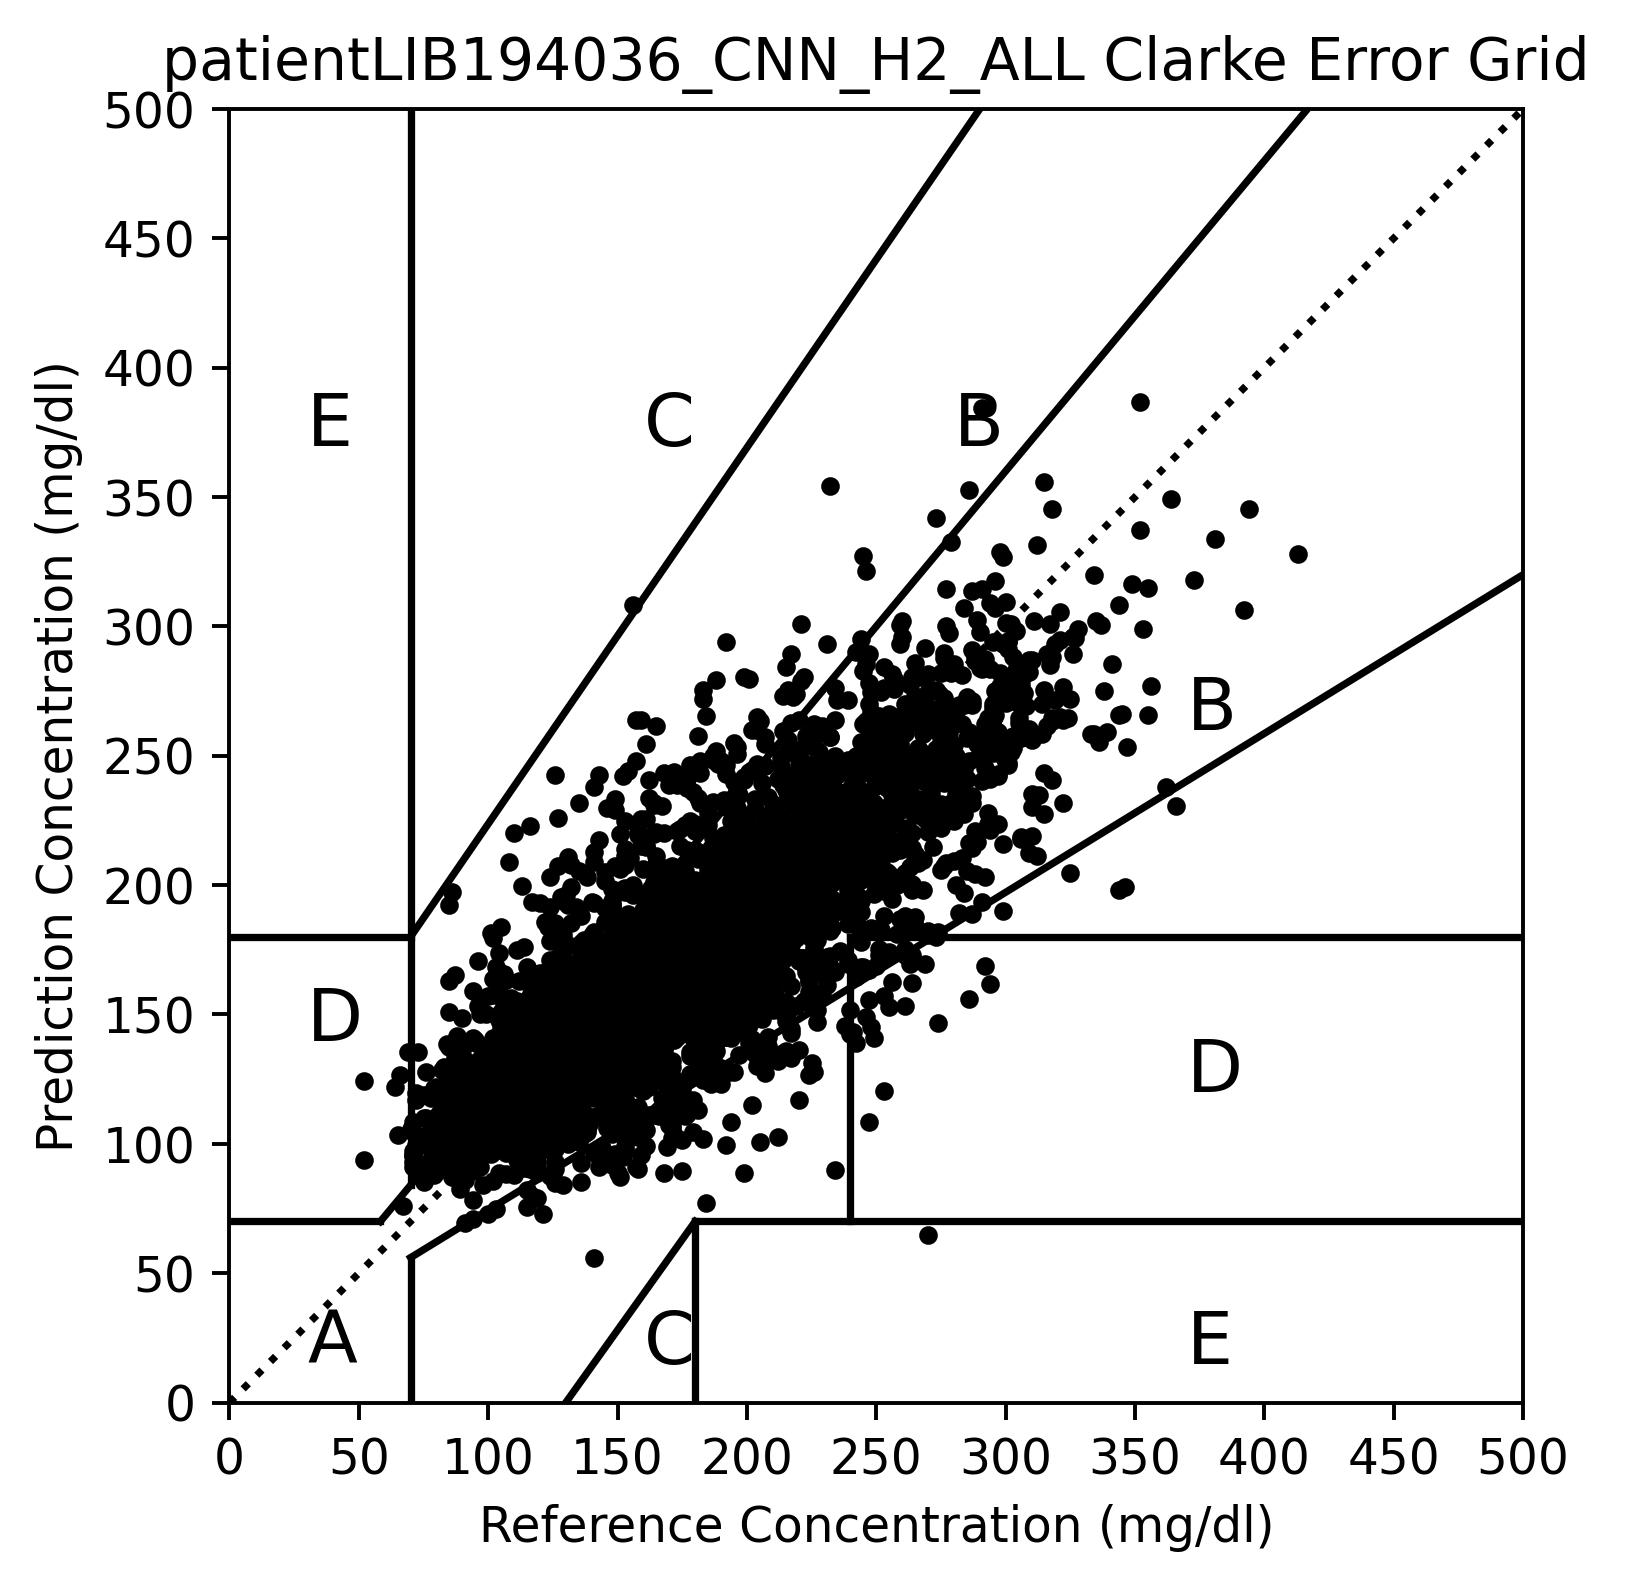 patientLIB194036_CNN_H2_ALL Clarke Error Grid
500
450
400
350
300
250
200
150
100
50
0
Prediction Concentration (mg/dl)
E
C
B
D
B
D
A
C
E
0 50 100 150 200 250 300 350 400 450 500
Reference Concentration (mg/dl)